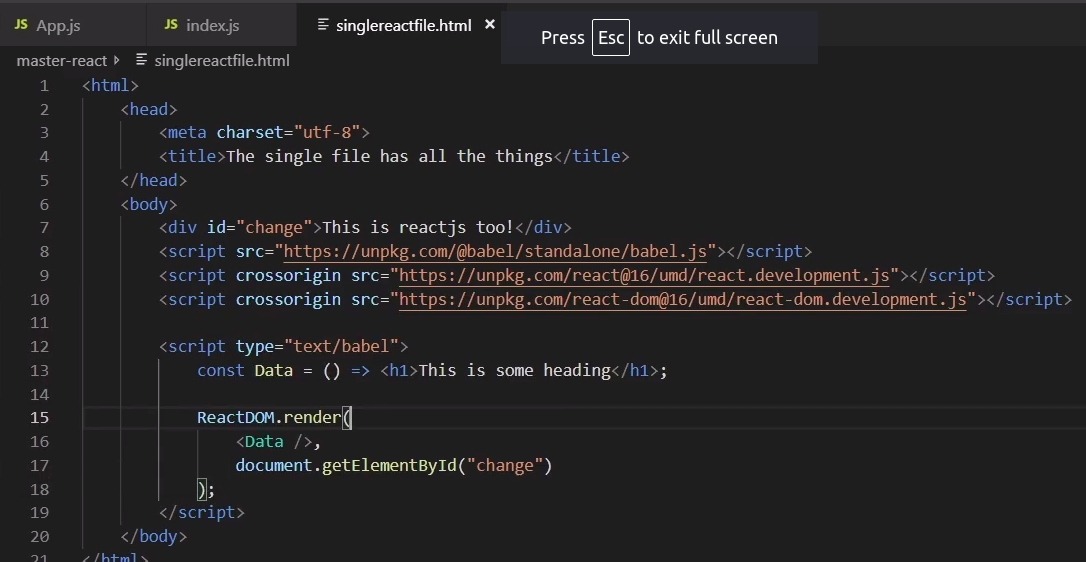 JS App.js JS index.js singlereactfile.html × Press Esc to exit full screen
master-react singlereactfile.html
1 <html>
2 <head>
3 <meta charset="utf-8">
4 <title>The single file has all the things</title>
5 </head>
6 <body>
7 <div id="change">This is reactjs too!</div>
8 <script src="https://unpkg.com/@babel/standalone/babel.js"></script>
9 <script crossorigin src="https://unpkg.com/react@16/umd/react.development.js"></script>
10 <script crossorigin src="https://unpkg.com/react-dom@16/umd/react-dom.development.js"></script>
11
12 <script type="text/babel">
13 const Data = () => <h1>This is some heading</h1>;
14
15 ReactDOM.render(
16 <Data />,
17 document.getElementById("change")
18 );
19 </script>
20 </body>
21 </html>